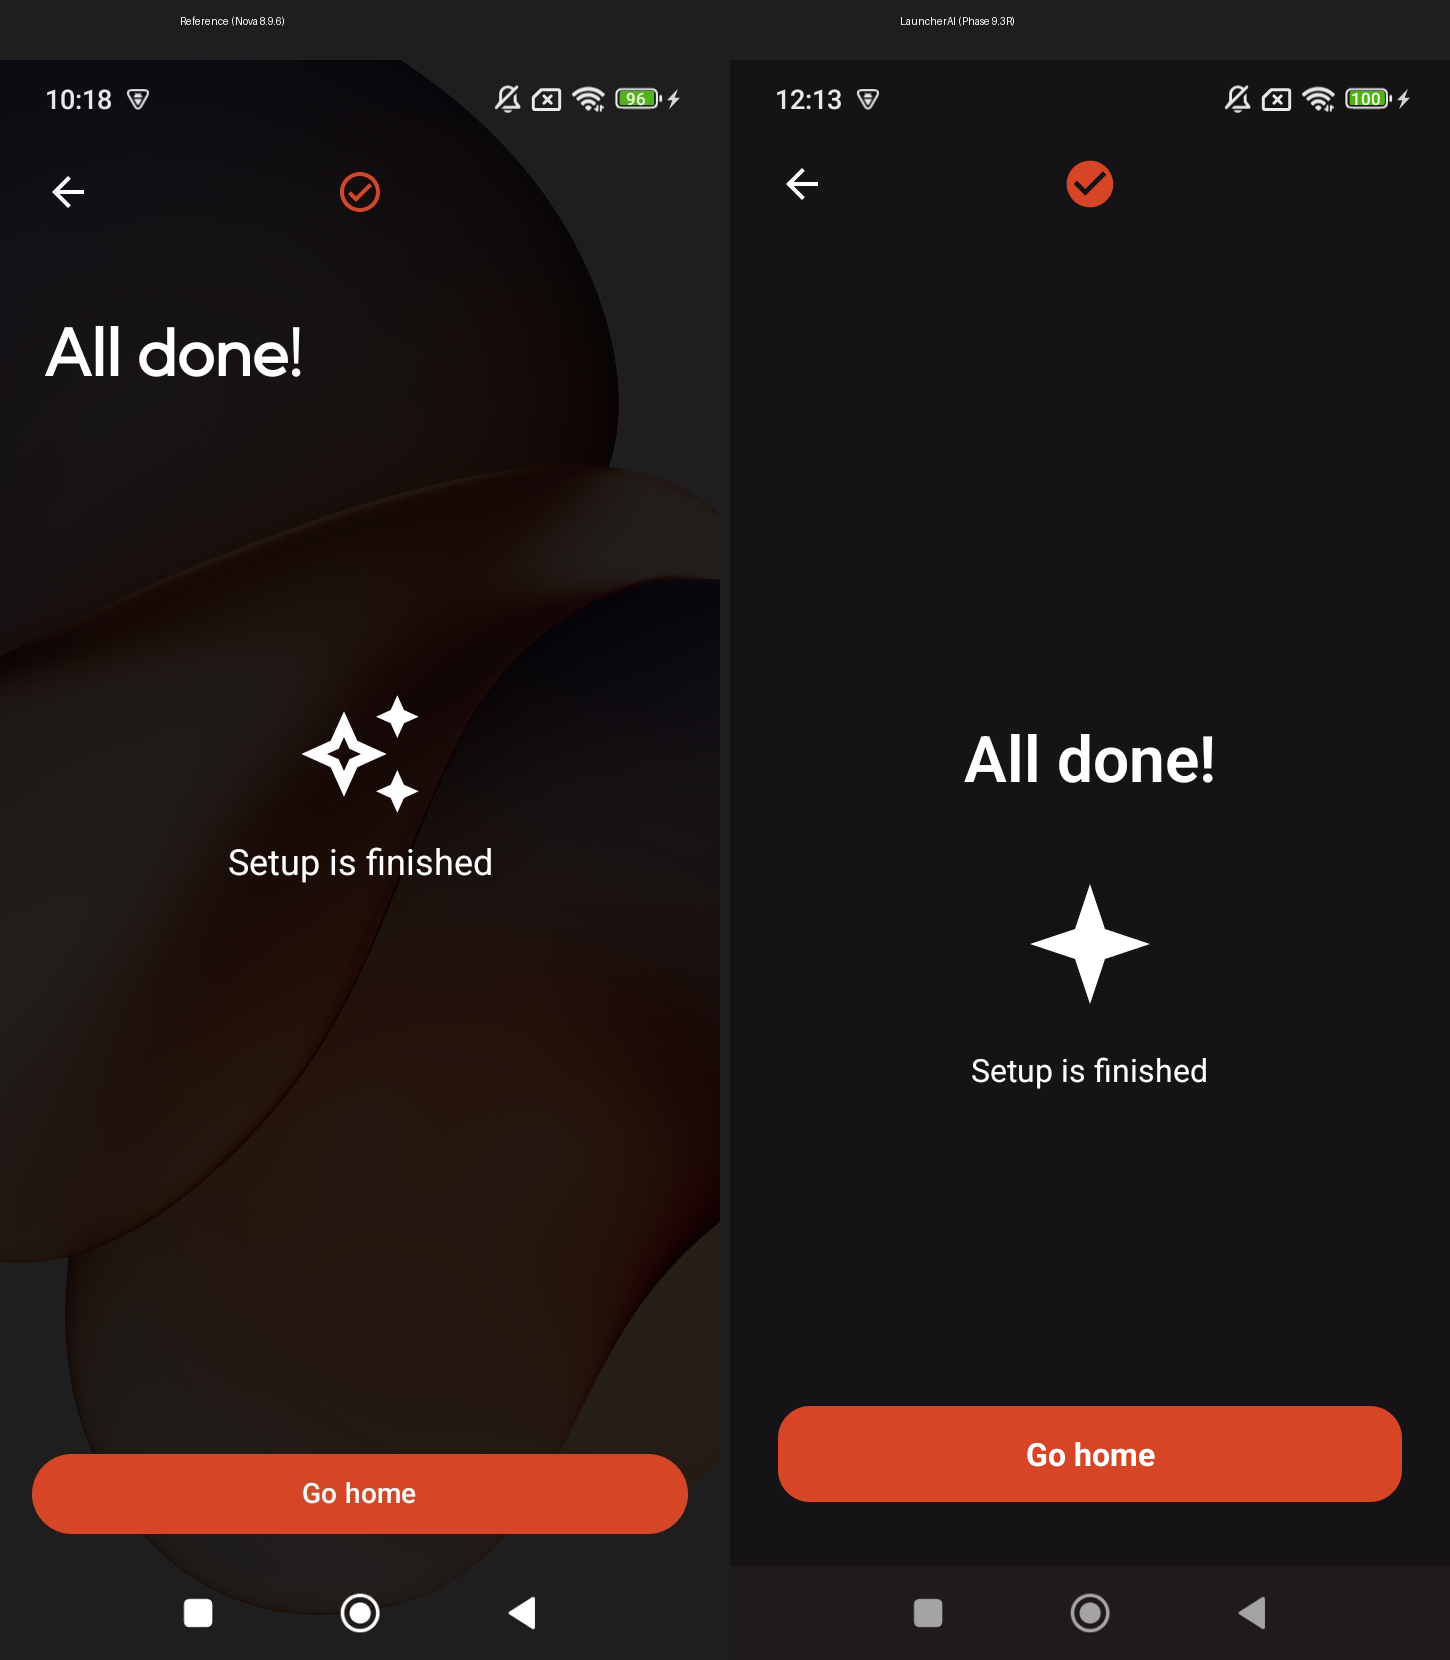 Reference (Nova 8.9.6)
10:18
96
All done!
Setup is finished
Go home
LauncherAI (Phase 9.3R)
12:13
100
All done!
Setup is finished
Go home